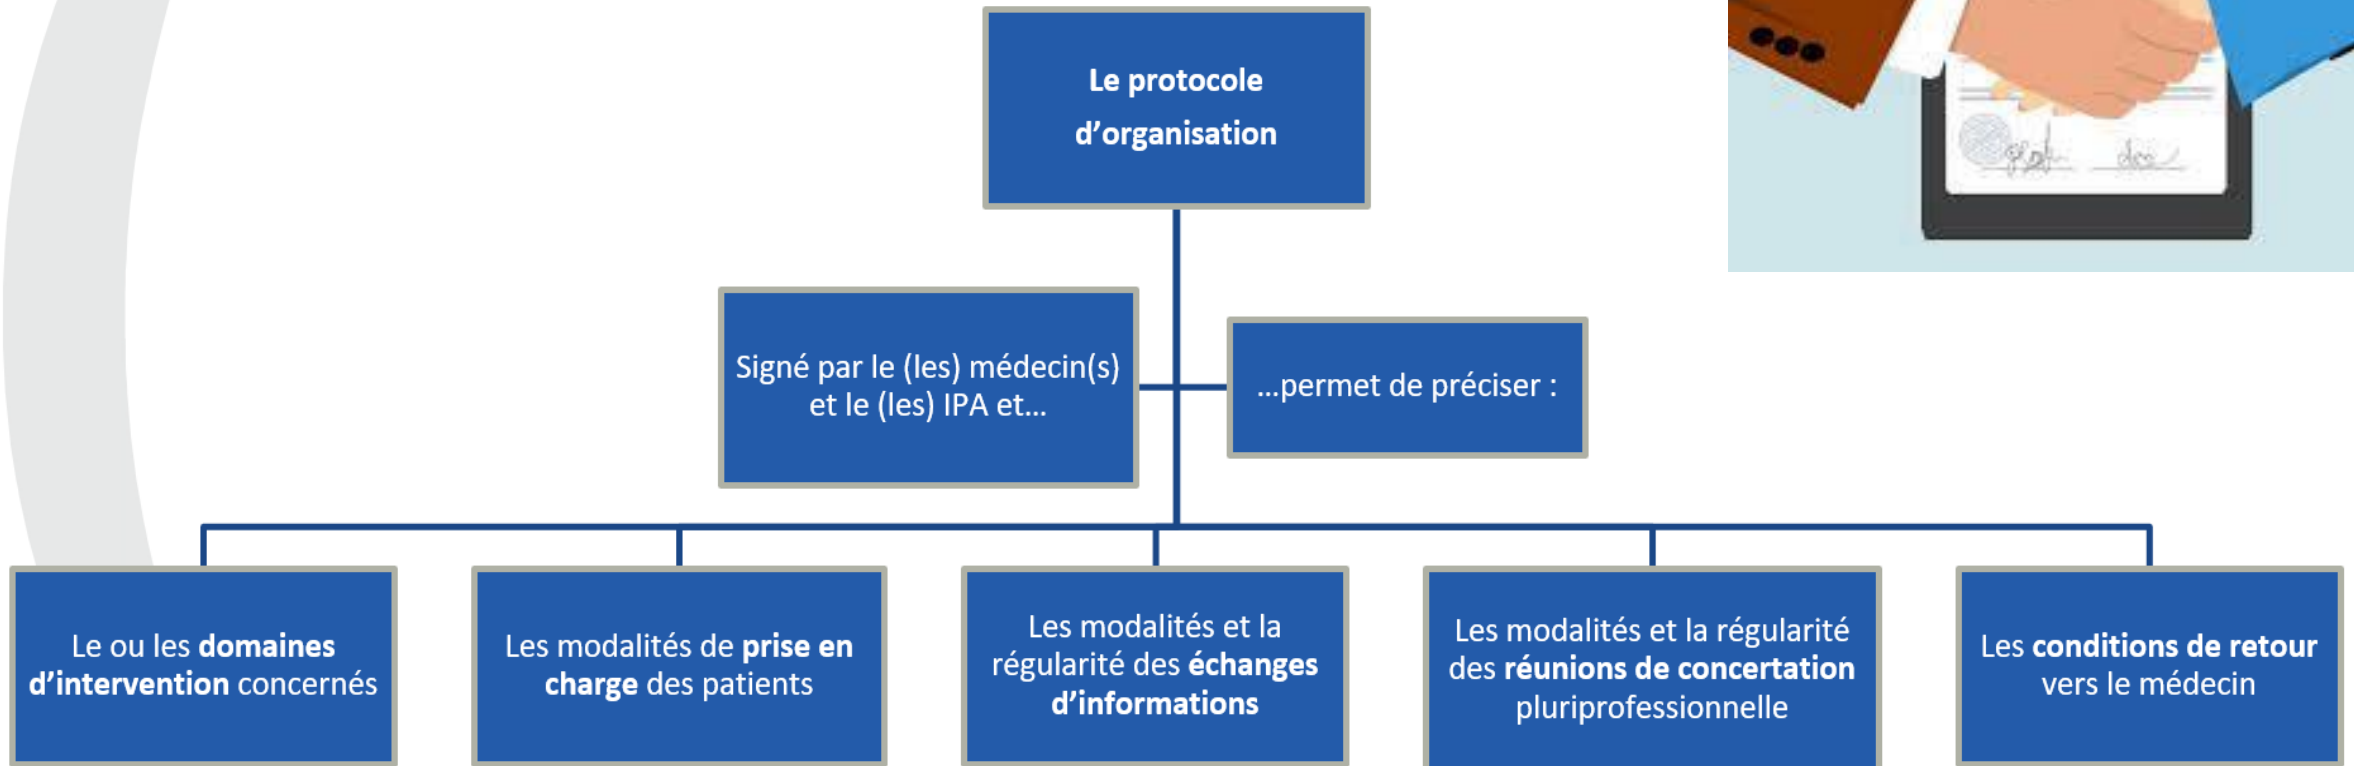 Le protocole
d’organisation
Signé par le (les) médecin(s)
et le (les) IPA et…
…permet de préciser :
Le ou les domaines
d’intervention concernés
Les modalités de prise en
charge des patients
Les modalités et la
régularité des échanges
d’informations
Les modalités et la régularité
des réunions de concertation
pluriprofessionnelle
Les conditions de retour
vers le médecin